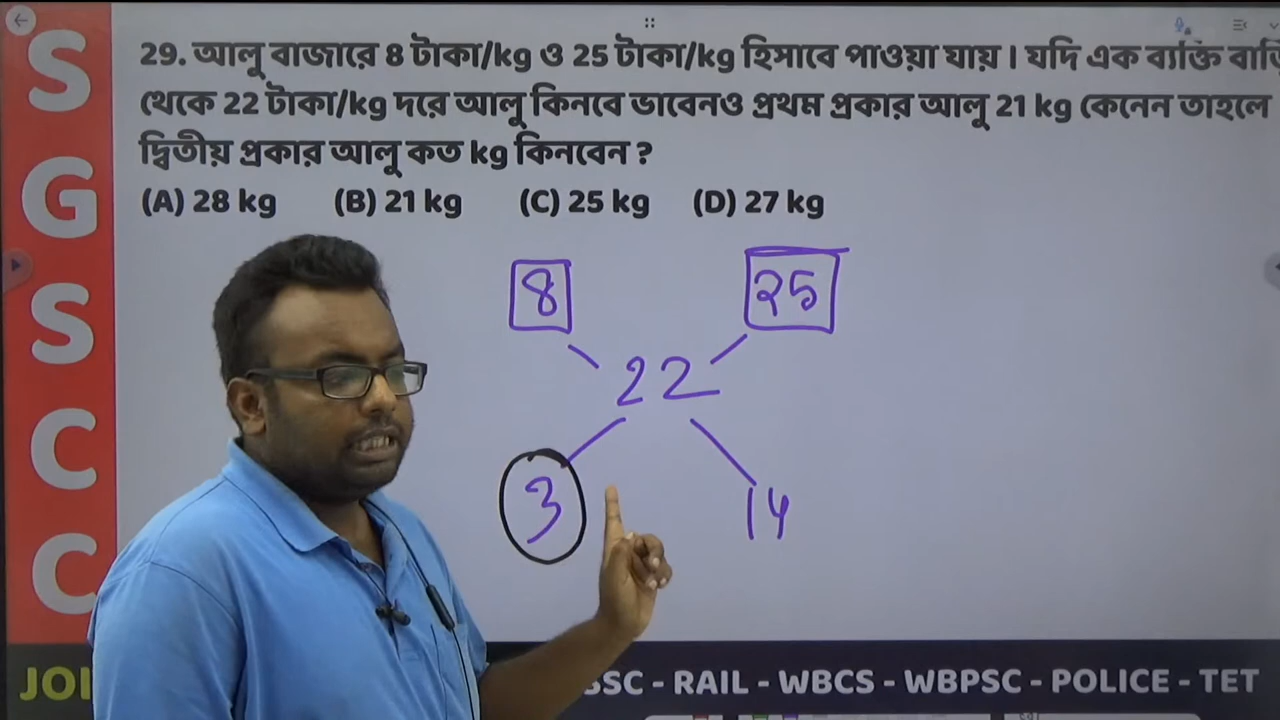 S
G
S
C
C
29. আলু বাজারে 8 টাকা/kg ও 25 টাকা/kg হিসাবে পাওয়া যায় । যদি এক ব্যক্তি
থেকে 22 টাকা/kg দরে আলু কিনবে ভাবেনও প্রথম প্রকার আলু 21 kg কেনেন তাহলে
দ্বিতীয় প্রকার আলু কত kg কিনবেন ?
(A) 28 kg (B) 21 kg (C) 25 kg (D) 27 kg
8 25
22
3 14
SSC - RAIL - WBCS - WBPSC - POLICE - TET